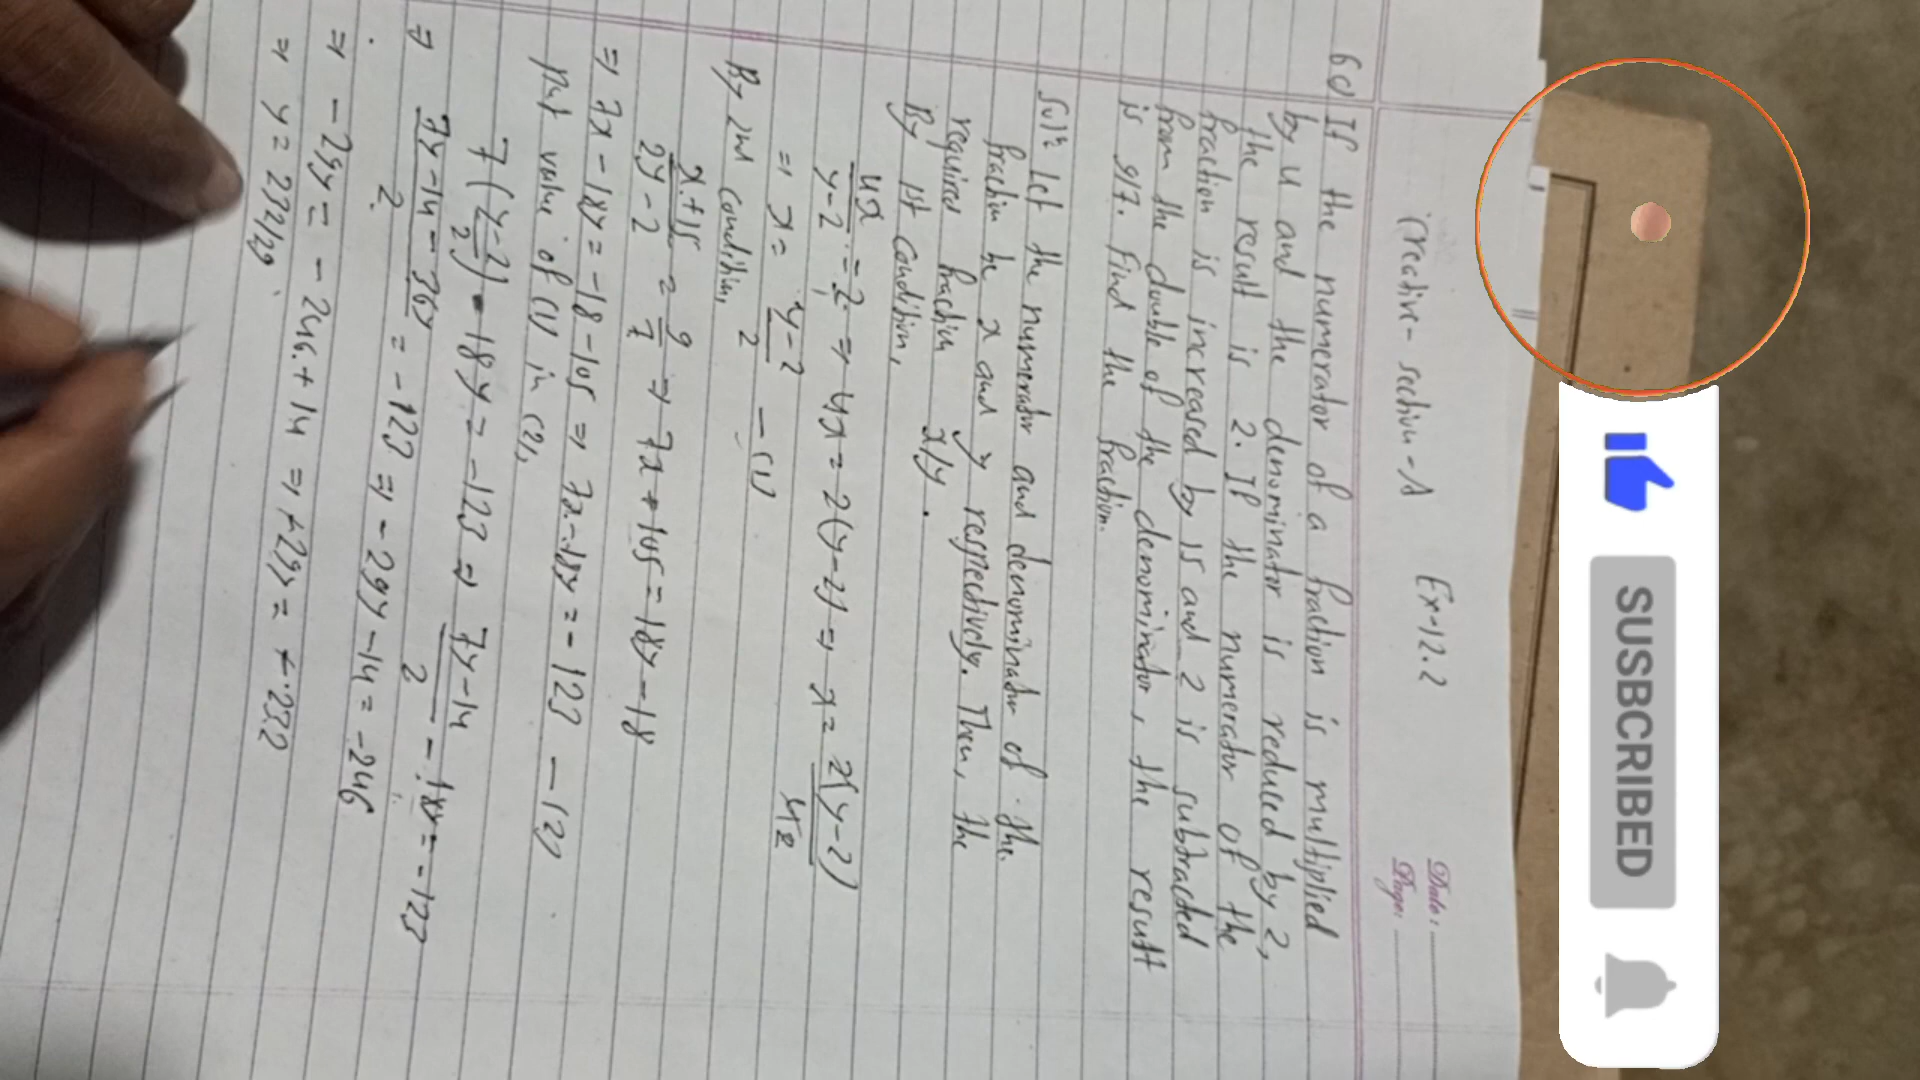 Date:
Page:
Creative-section-A Ex-12.2
60) If the numerator of a fraction is multiplied
by 4 and the denominator is reduced by 2,
the result is 2. If the numerator of the
fraction is increased by 15 and 2 is subtracted
from the double of the denominator, the result
is 9/7. Find the fraction.
Solⁿ Let the numerator and denominator of the
fraction be x and y respectively. Then, the
required fraction x/y.
By 1st condition,
4x/y-2 = 2 ⇒ 4x = 2(y-2) ⇒ x = 2(y-2)/
⇒ x = y-2/2 — (1)
By 2nd condition,
x+15/2y-2 = 9/7 ⇒ 7x + 105 = 18y - 18
⇒ 7x - 18y = -18 - 105 ⇒ 7x - 18y = -123 — (2)
Put value of (1) in (2),
7(y-2/2) - 18y = -123 ⇒ 7y-14/2 - 18y = -123
⇒ 7y-14-36y/2 = -123 ⇒ -29y - 14 = -246
⇒ -29y = -246 + 14 ⇒ +29y = +232
⇒ y = 232/29
SUSBCRIBED